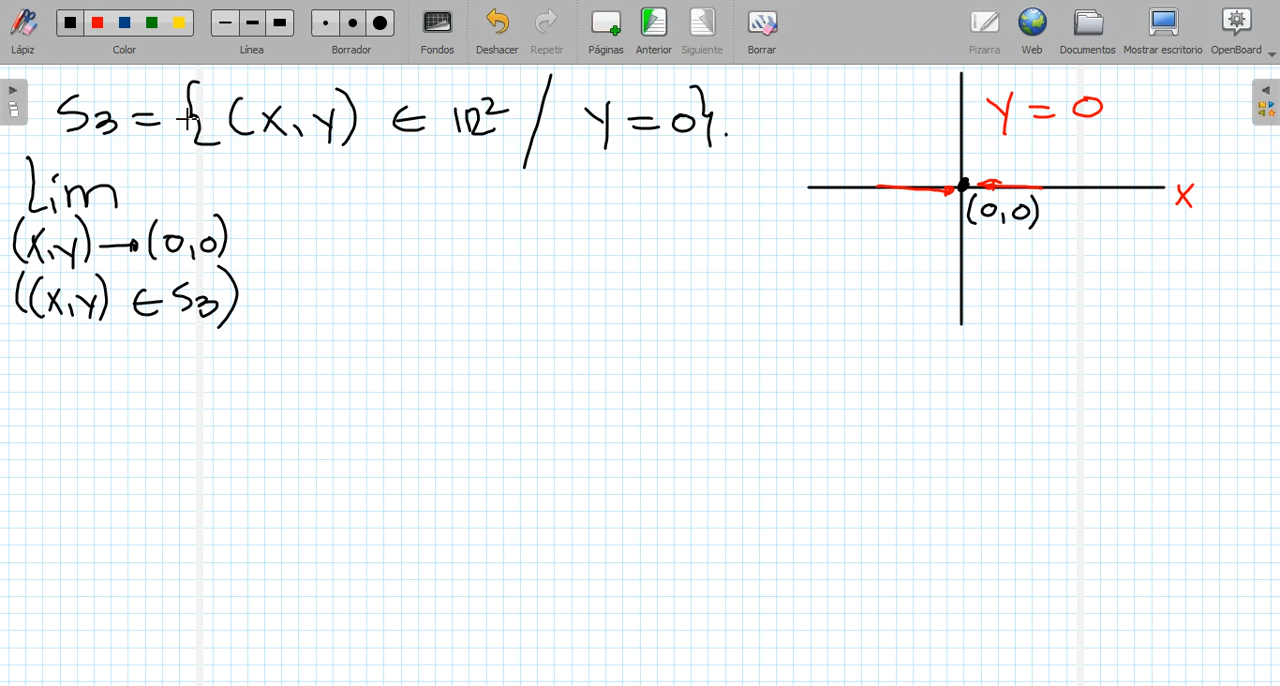 Lápiz Color Línea Borrador Fondos Deshacer Repetir Páginas Anterior Siguiente Borrar Pizarra Web Documentos Mostrar escritorio OpenBoard
S3 = { (X, Y) ∈ IR² / Y = 0}.
Y = 0
X
(0,0)
Lim
(X,Y) → (0,0)
((X,Y) ∈ S3)